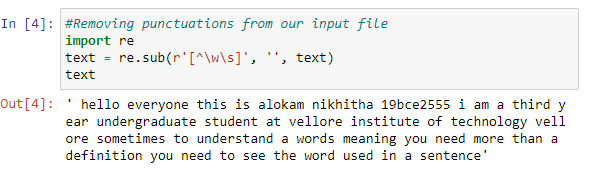 In [4]: #Removing punctuations from our input file
import re
text = re.sub(r'[^\w\s]', '', text)
text
Out[4]: ' hello everyone this is alokam nikhitha 19bce2555 i am a third y
ear undergraduate student at vellore institute of technology vell
ore sometimes to understand a words meaning you need more than a
definition you need to see the word used in a sentence'